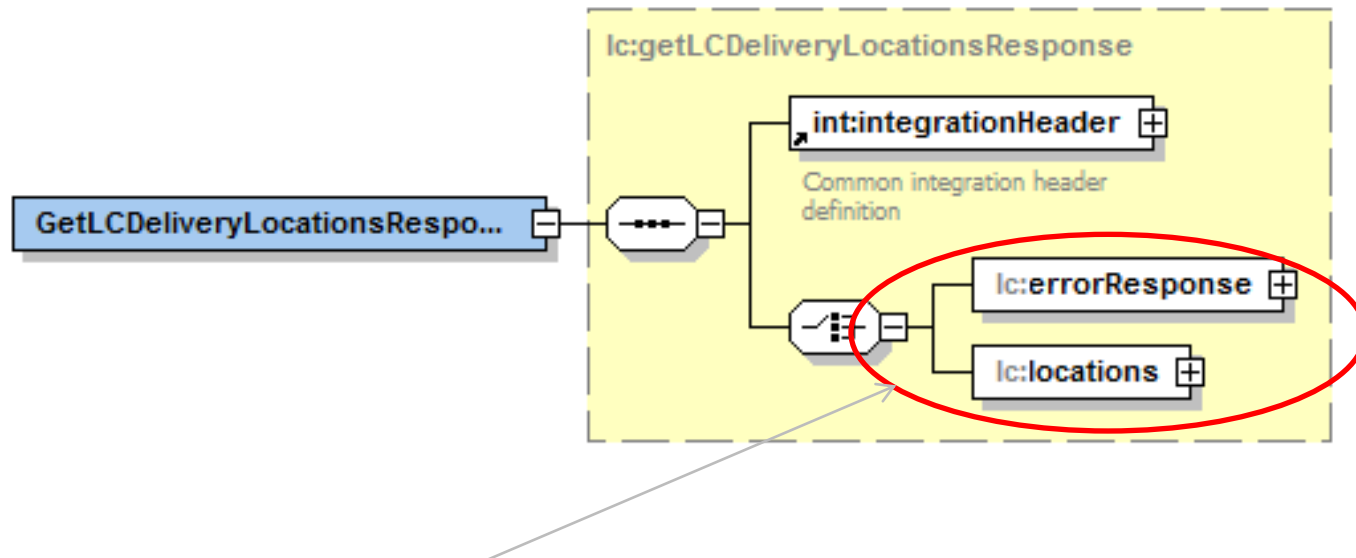 lc:getLCDeliveryLocationsResponse
int:integrationHeader
Common integration header
definition
GetLCDeliveryLocationsRespo...
lc:errorResponse
lc:locations